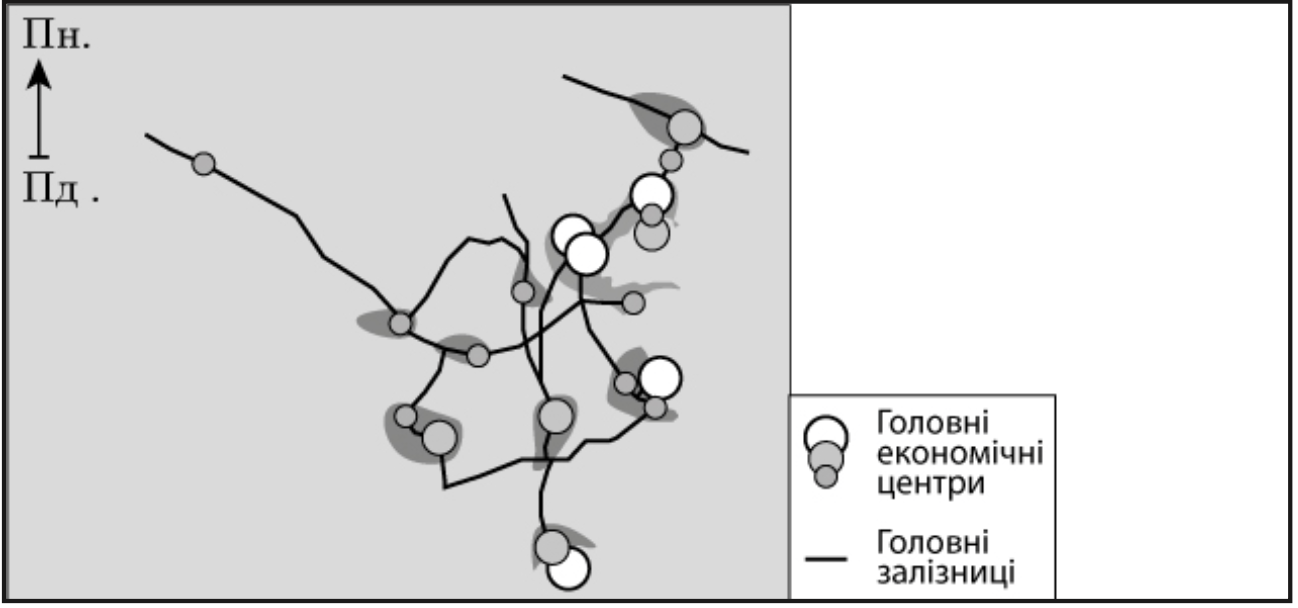 Пн.
Пд .
Головні
економічні
центри
Головні
залізниці